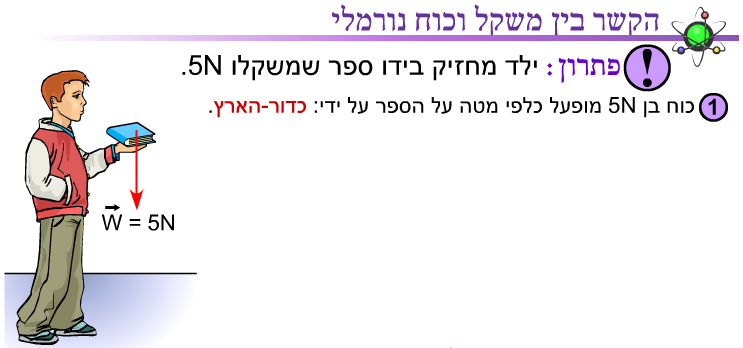 הקשר בין משקל וכוח נורמלי
! פתרון: ילד מחזיק בידו ספר שמשקלו 5N.
1 כוח בן 5N מופעל כלפי מטה על הספר על ידי: כדור-הארץ.
W = 5N